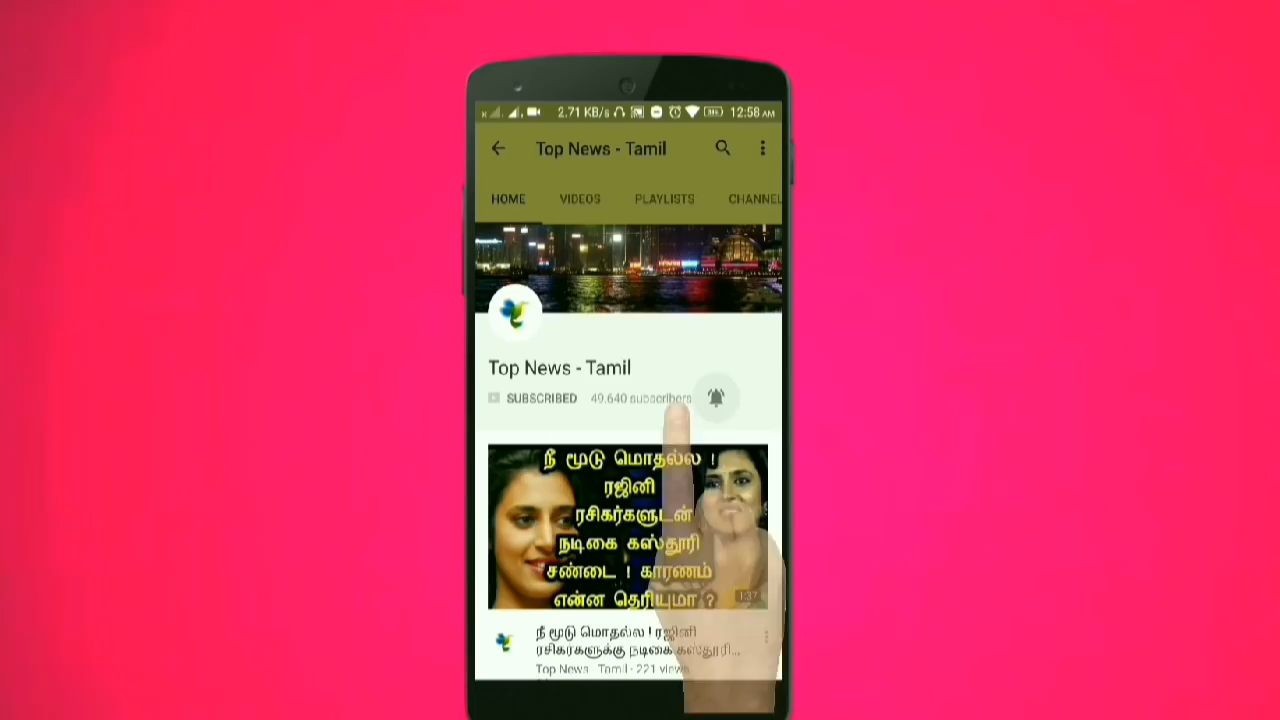 2.71 KB/s 12:58 AM
Top News - Tamil
HOME VIDEOS PLAYLISTS CHANNEL
Top News - Tamil
SUBSCRIBED 49,640 subscribers
நீ மூடு மொதல்ல !
ரஜினி
ரசிகர்களுடன்
நடிகை கஸ்தூரி
சண்டை ! காரணம்
என்ன தெரியுமா ?
1:37
நீ மூடு மொதல்ல ! ரஜினி
ரசிகர்களுக்கு நடிகை கஸ்தூரி...
Top News - Tamil · 221 views